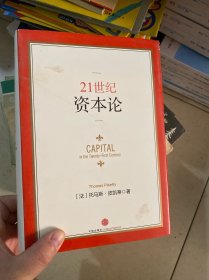 21世纪
资本论
CAPITAL
in the Twenty-First Century
Thomas Piketty
［法］托马斯·皮凯蒂 著